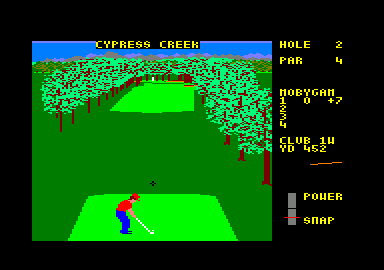 CYPRESS CREEK
HOLE 2
PAR 4
MOBYGAM
1 0 +7
2
3
4
CLUB 1W
YD 452
POWER
SNAP